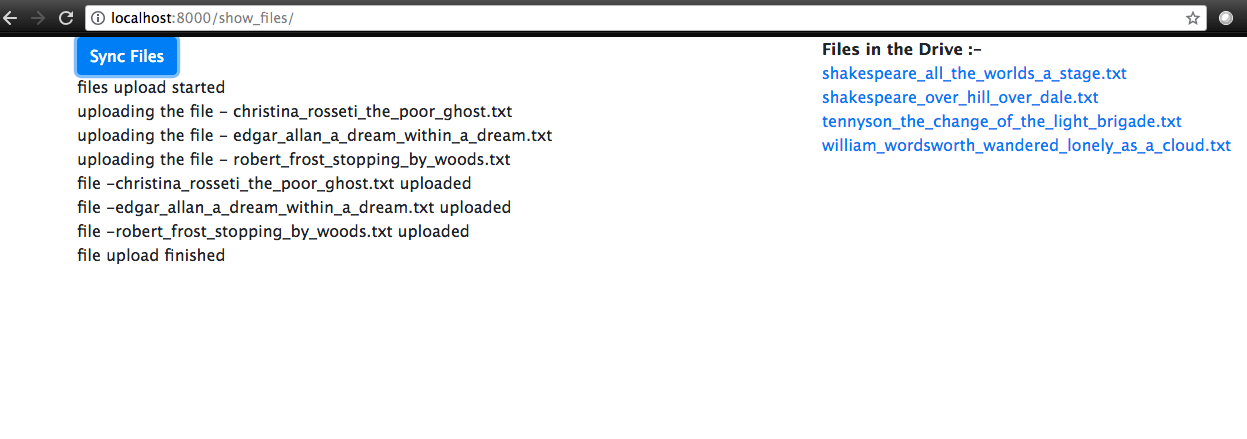 localhost:8000/show_files/
Sync Files
files upload started
uploading the file - christina_rosseti_the_poor_ghost.txt
uploading the file - edgar_allan_a_dream_within_a_dream.txt
uploading the file - robert_frost_stopping_by_woods.txt
file -christina_rosseti_the_poor_ghost.txt uploaded
file -edgar_allan_a_dream_within_a_dream.txt uploaded
file -robert_frost_stopping_by_woods.txt uploaded
file upload finished
Files in the Drive :-
shakespeare_all_the_worlds_a_stage.txt
shakespeare_over_hill_over_dale.txt
tennyson_the_change_of_the_light_brigade.txt
william_wordsworth_wandered_lonely_as_a_cloud.txt